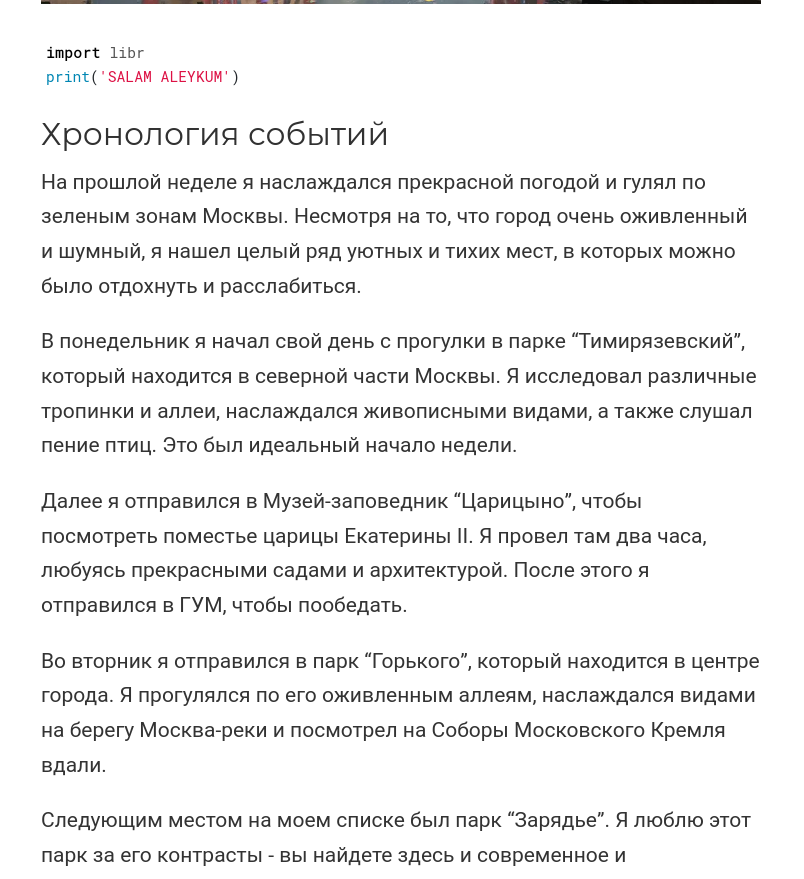 import libr
print('SALAM ALEYKUM')
Хронология событий
На прошлой неделе я наслаждался прекрасной погодой и гулял по
зеленым зонам Москвы. Несмотря на то, что город очень оживленный
и шумный, я нашел целый ряд уютных и тихих мест, в которых можно
было отдохнуть и расслабиться.
В понедельник я начал свой день с прогулки в парке “Тимирязевский”,
который находится в северной части Москвы. Я исследовал различные
тропинки и аллеи, наслаждался живописными видами, а также слушал
пение птиц. Это был идеальный начало недели.
Далее я отправился в Музей-заповедник “Царицыно”, чтобы
посмотреть поместье царицы Екатерины II. Я провел там два часа,
любуясь прекрасными садами и архитектурой. После этого я
отправился в ГУМ, чтобы пообедать.
Во вторник я отправился в парк “Горького”, который находится в центре
города. Я прогулялся по его оживленным аллеям, наслаждался видами
на берегу Москва-реки и посмотрел на Соборы Московского Кремля
вдали.
Следующим местом на моем списке был парк “Зарядье”. Я люблю этот
парк за его контрасты - вы найдете здесь и современное и